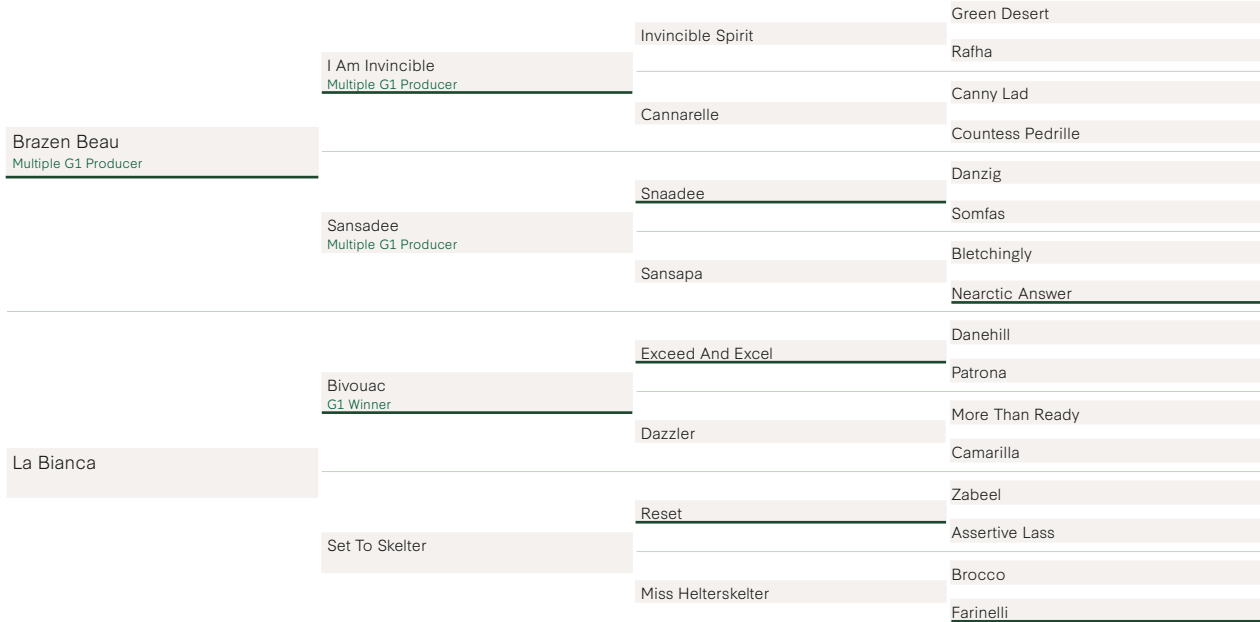 Brazen Beau
Multiple G1 Producer
La Bianca
I Am Invincible
Multiple G1 Producer
Sansadee
Multiple G1 Producer
Bivouac
G1 Winner
Set To Skelter
Invincible Spirit
Cannarelle
Snaadee
Sansapa
Exceed And Excel
Dazzler
Reset
Miss Helterskelter
Green Desert
Rafha
Canny Lad
Countess Pedrille
Danzig
Somfas
Bletchingly
Nearctic Answer
Danehill
Patrona
More Than Ready
Camarilla
Zabeel
Assertive Lass
Brocco
Farinelli